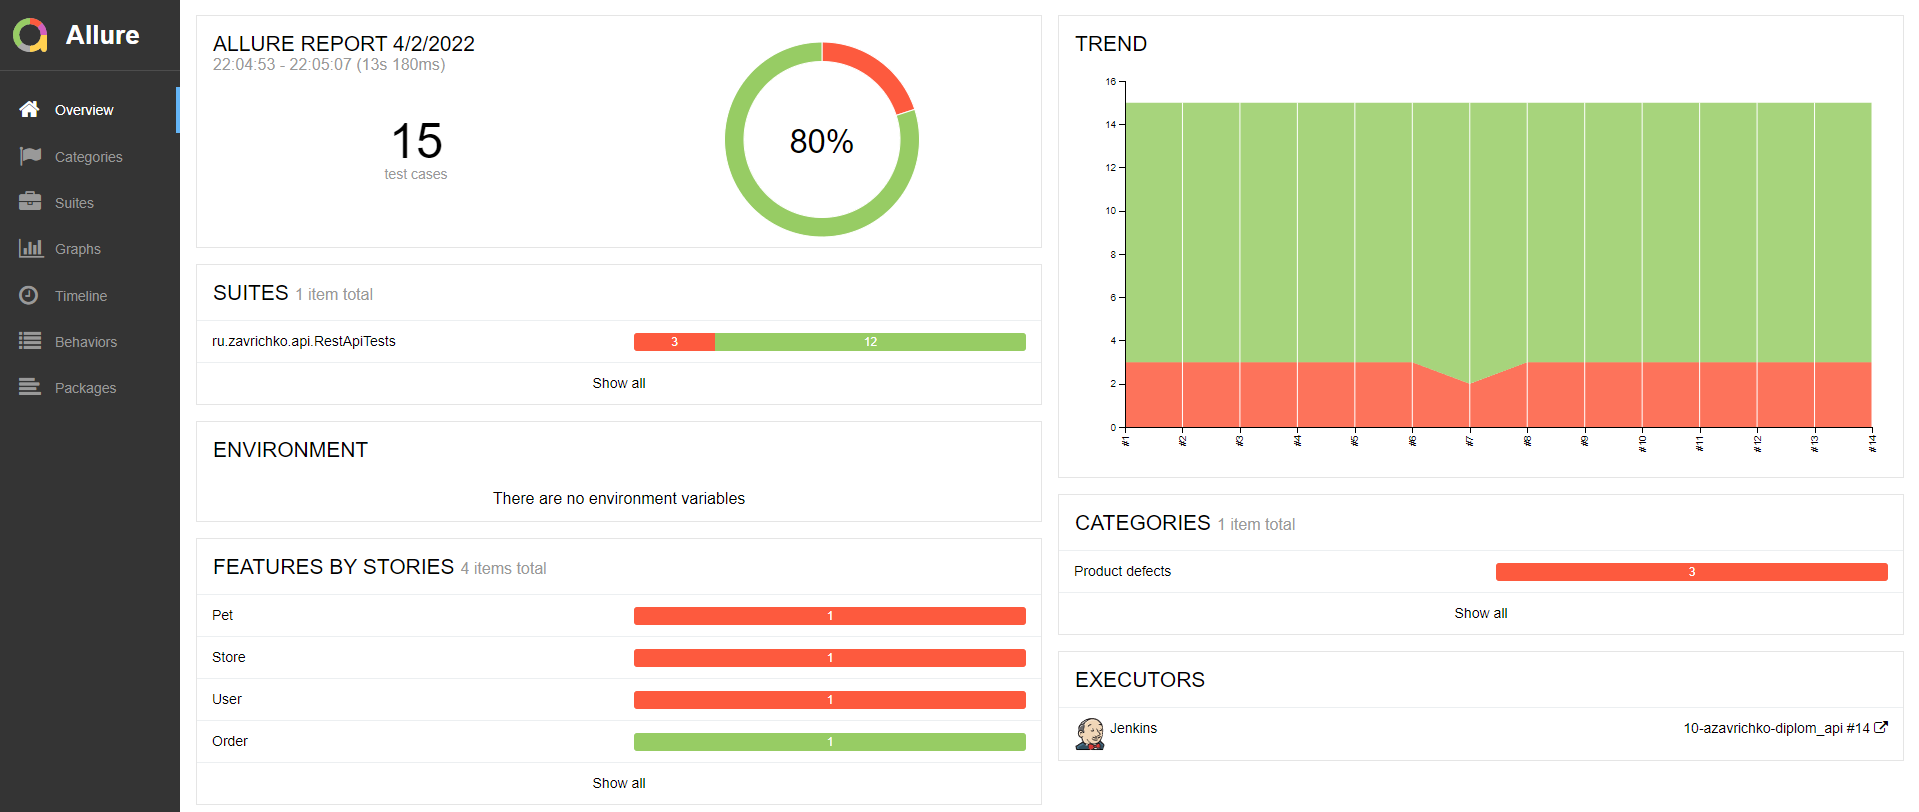 Allure
Overview
Categories
Suites
Graphs
Timeline
Behaviors
Packages
ALLURE REPORT 4/2/2022
22:04:53 - 22:05:07 (13s 180ms)
15
test cases
80%
SUITES 1 item total
ru.zavrichko.api.RestApiTests 3 12
Show all
ENVIRONMENT
There are no environment variables
FEATURES BY STORIES 4 items total
Pet 1
Store 1
User 1
Order 1
Show all
TREND
16
14
12
10
8
6
4
2
0
#1 #2 #3 #4 #5 #6 #7 #8 #9 #10 #11 #12 #13 #14
CATEGORIES 1 item total
Product defects 3
Show all
EXECUTORS
Jenkins 10-azavrichko-diplom_api #14